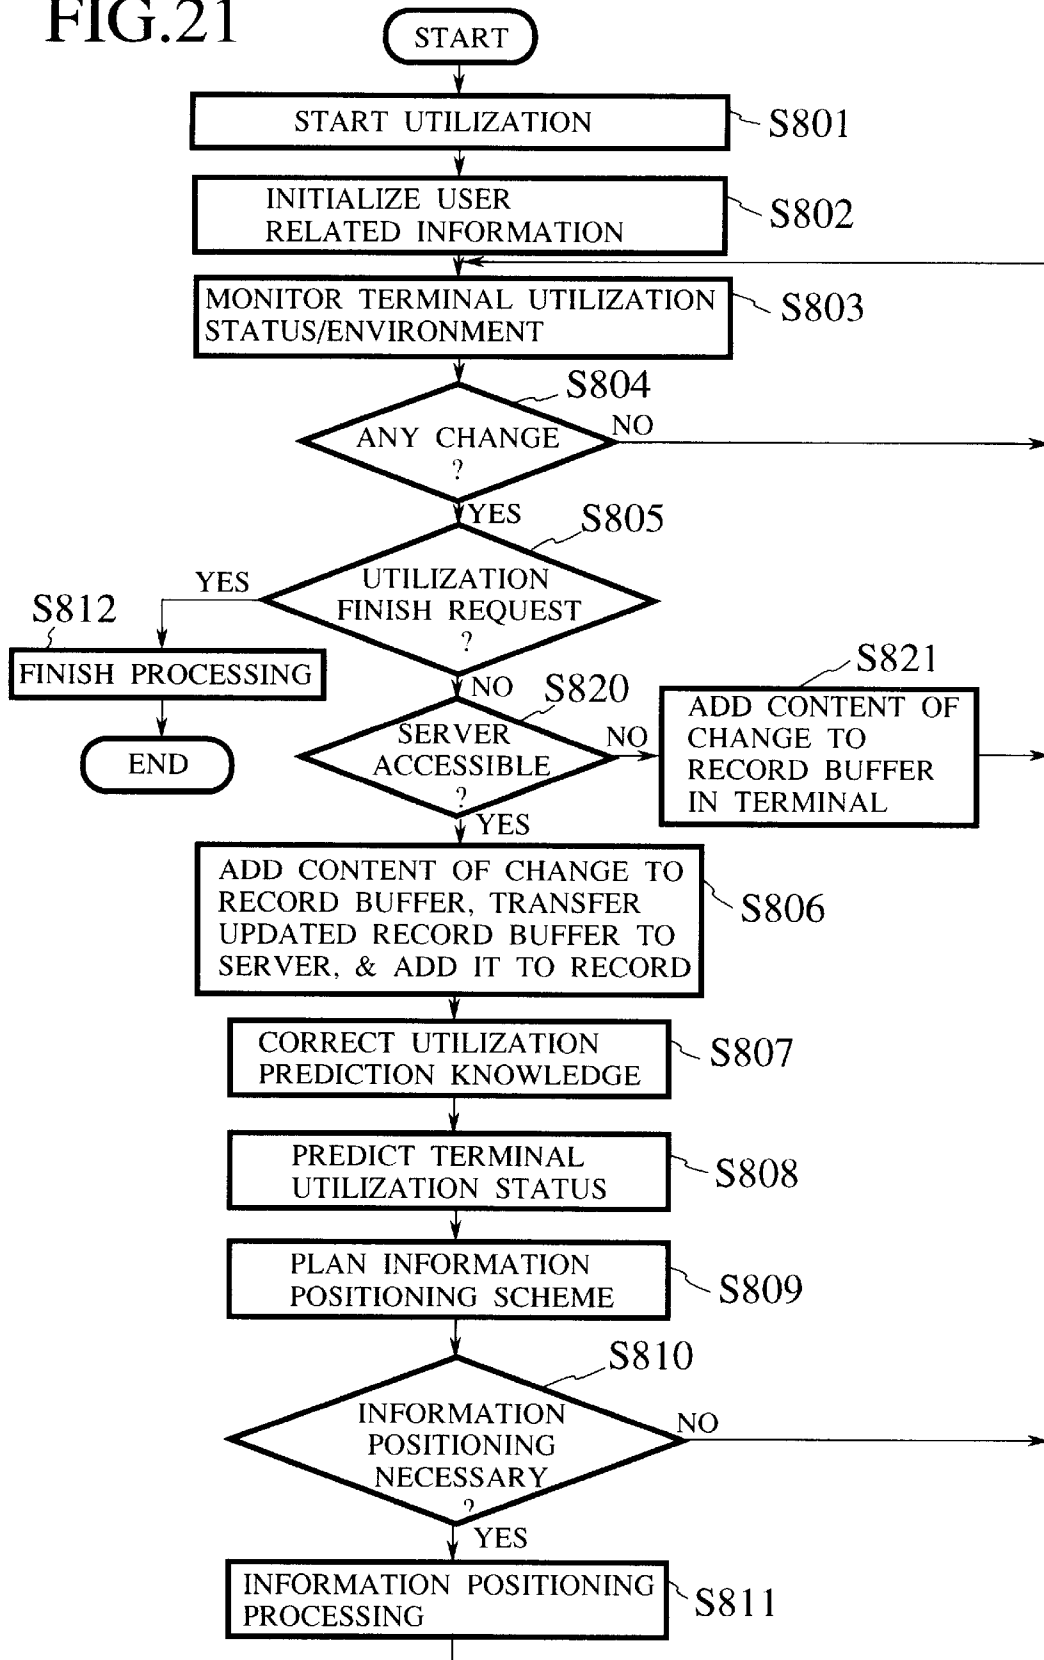 FIG.21
START
START UTILIZATION
S801
INITIALIZE USER
RELATED INFORMATION
S802
MONITOR TERMINAL UTILIZATION
STATUS/ENVIRONMENT
S803
S804
ANY CHANGE
?
NO
YES
S805
UTILIZATION
FINISH REQUEST
?
YES
S812
FINISH PROCESSING
END
NO
S820
SERVER
ACCESSIBLE
?
NO
S821
ADD CONTENT OF
CHANGE TO
RECORD BUFFER
IN TERMINAL
YES
ADD CONTENT OF CHANGE TO
RECORD BUFFER, TRANSFER
UPDATED RECORD BUFFER TO
SERVER, & ADD IT TO RECORD
S806
CORRECT UTILIZATION
PREDICTION KNOWLEDGE
S807
PREDICT TERMINAL
UTILIZATION STATUS
S808
PLAN INFORMATION
POSITIONING SCHEME
S809
S810
INFORMATION
POSITIONING
NECESSARY
?
NO
YES
INFORMATION POSITIONING
PROCESSING
S811